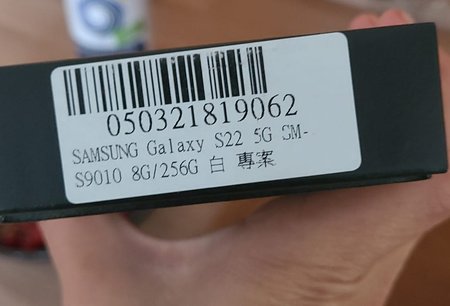 050321819062
SAMSUNG Galaxy S22 5G SM-
S9010 8G/256G 白 專案